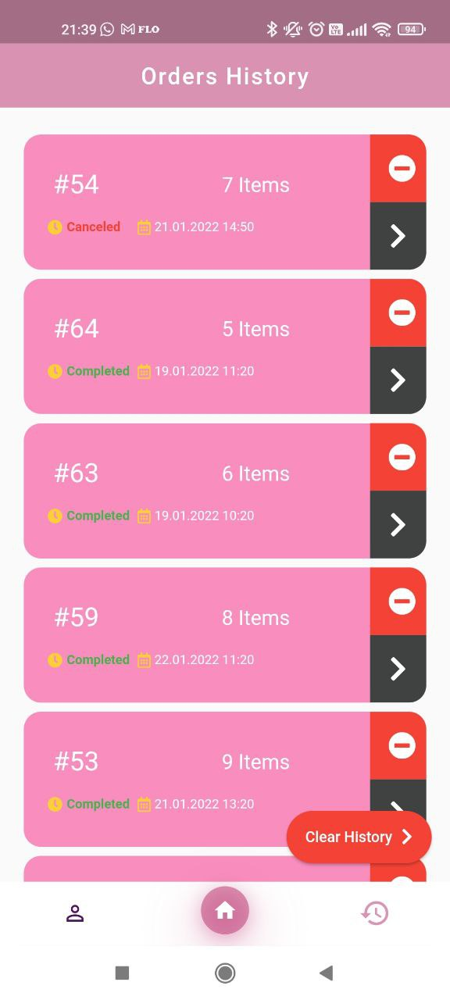 21:39 FLO Vo LTE 94
Orders History
#54 7 Items
Canceled 21.01.2022 14:50
#64 5 Items
Completed 19.01.2022 11:20
#63 6 Items
Completed 19.01.2022 10:20
#59 8 Items
Completed 22.01.2022 11:20
#53 9 Items
Completed 21.01.2022 13:20
Clear History